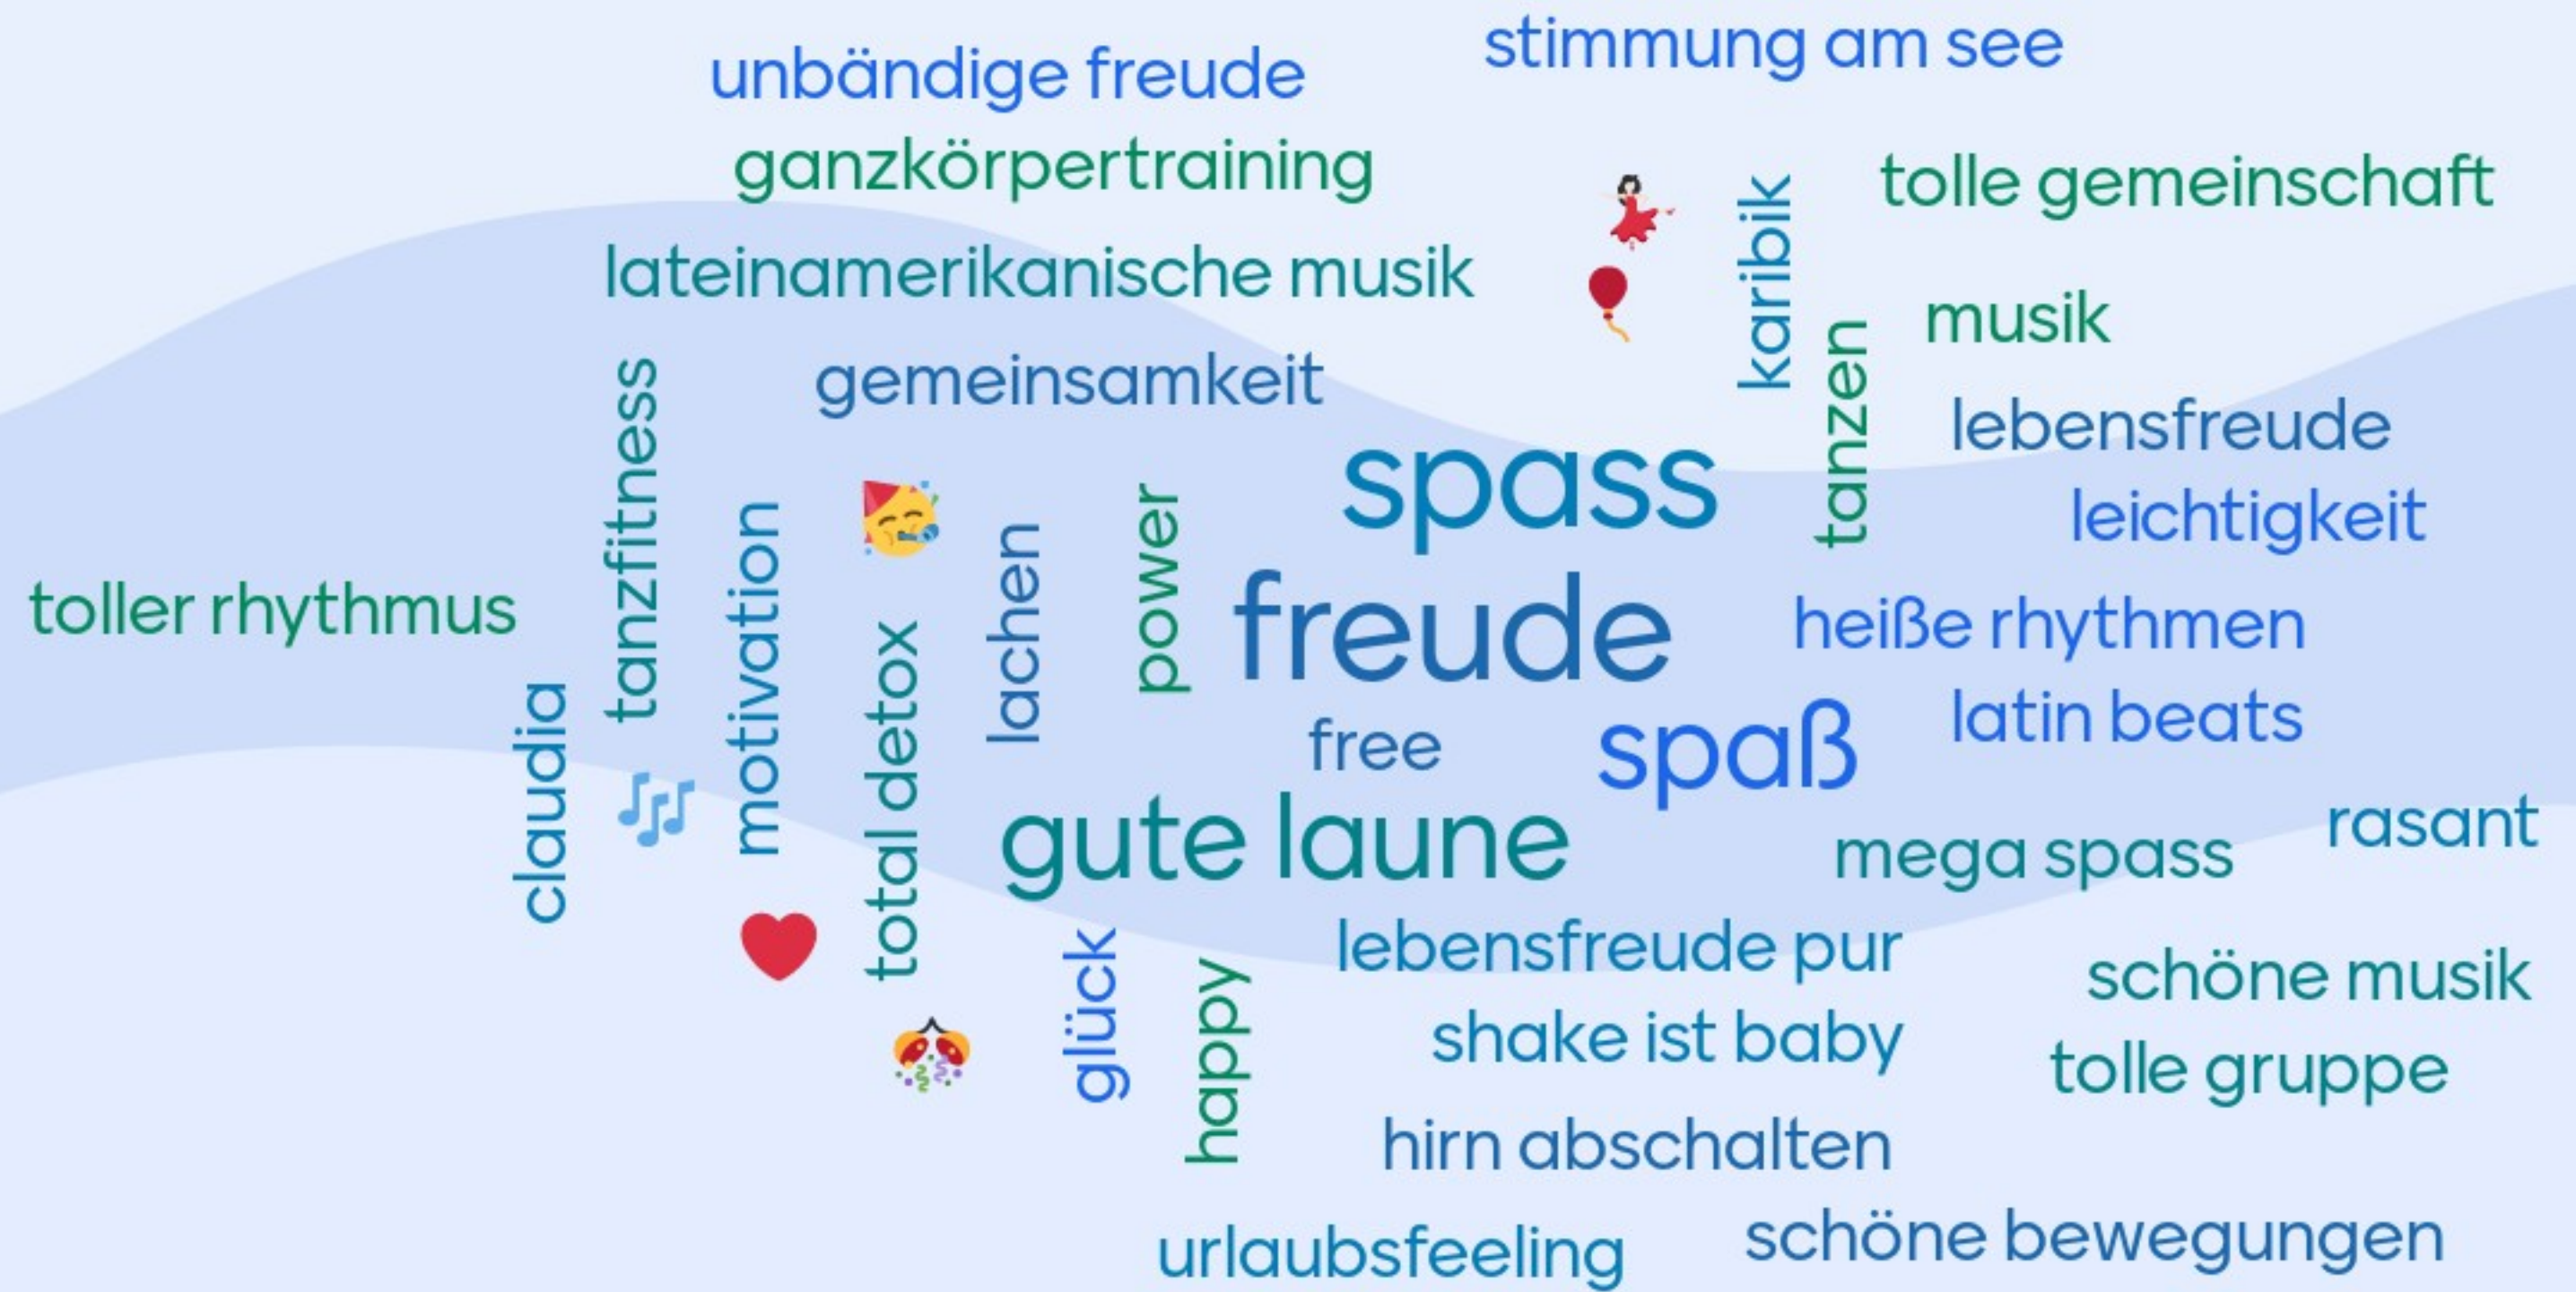 stimmung am see
unbändige freude
ganzkörpertraining
tolle gemeinschaft
karibik
lateinamerikanische musik
musik
tanzen
gemeinsamkeit
lebensfreude
tanzfitness
spass
leichtigkeit
motivation
lachen
power
toller rhythmus
freude
heiße rhythmen
total detox
claudia
free
spaß
latin beats
gute laune
mega spass
rasant
glück
happy
lebensfreude pur
schöne musik
shake ist baby
tolle gruppe
hirn abschalten
urlaubsfeeling
schöne bewegungen